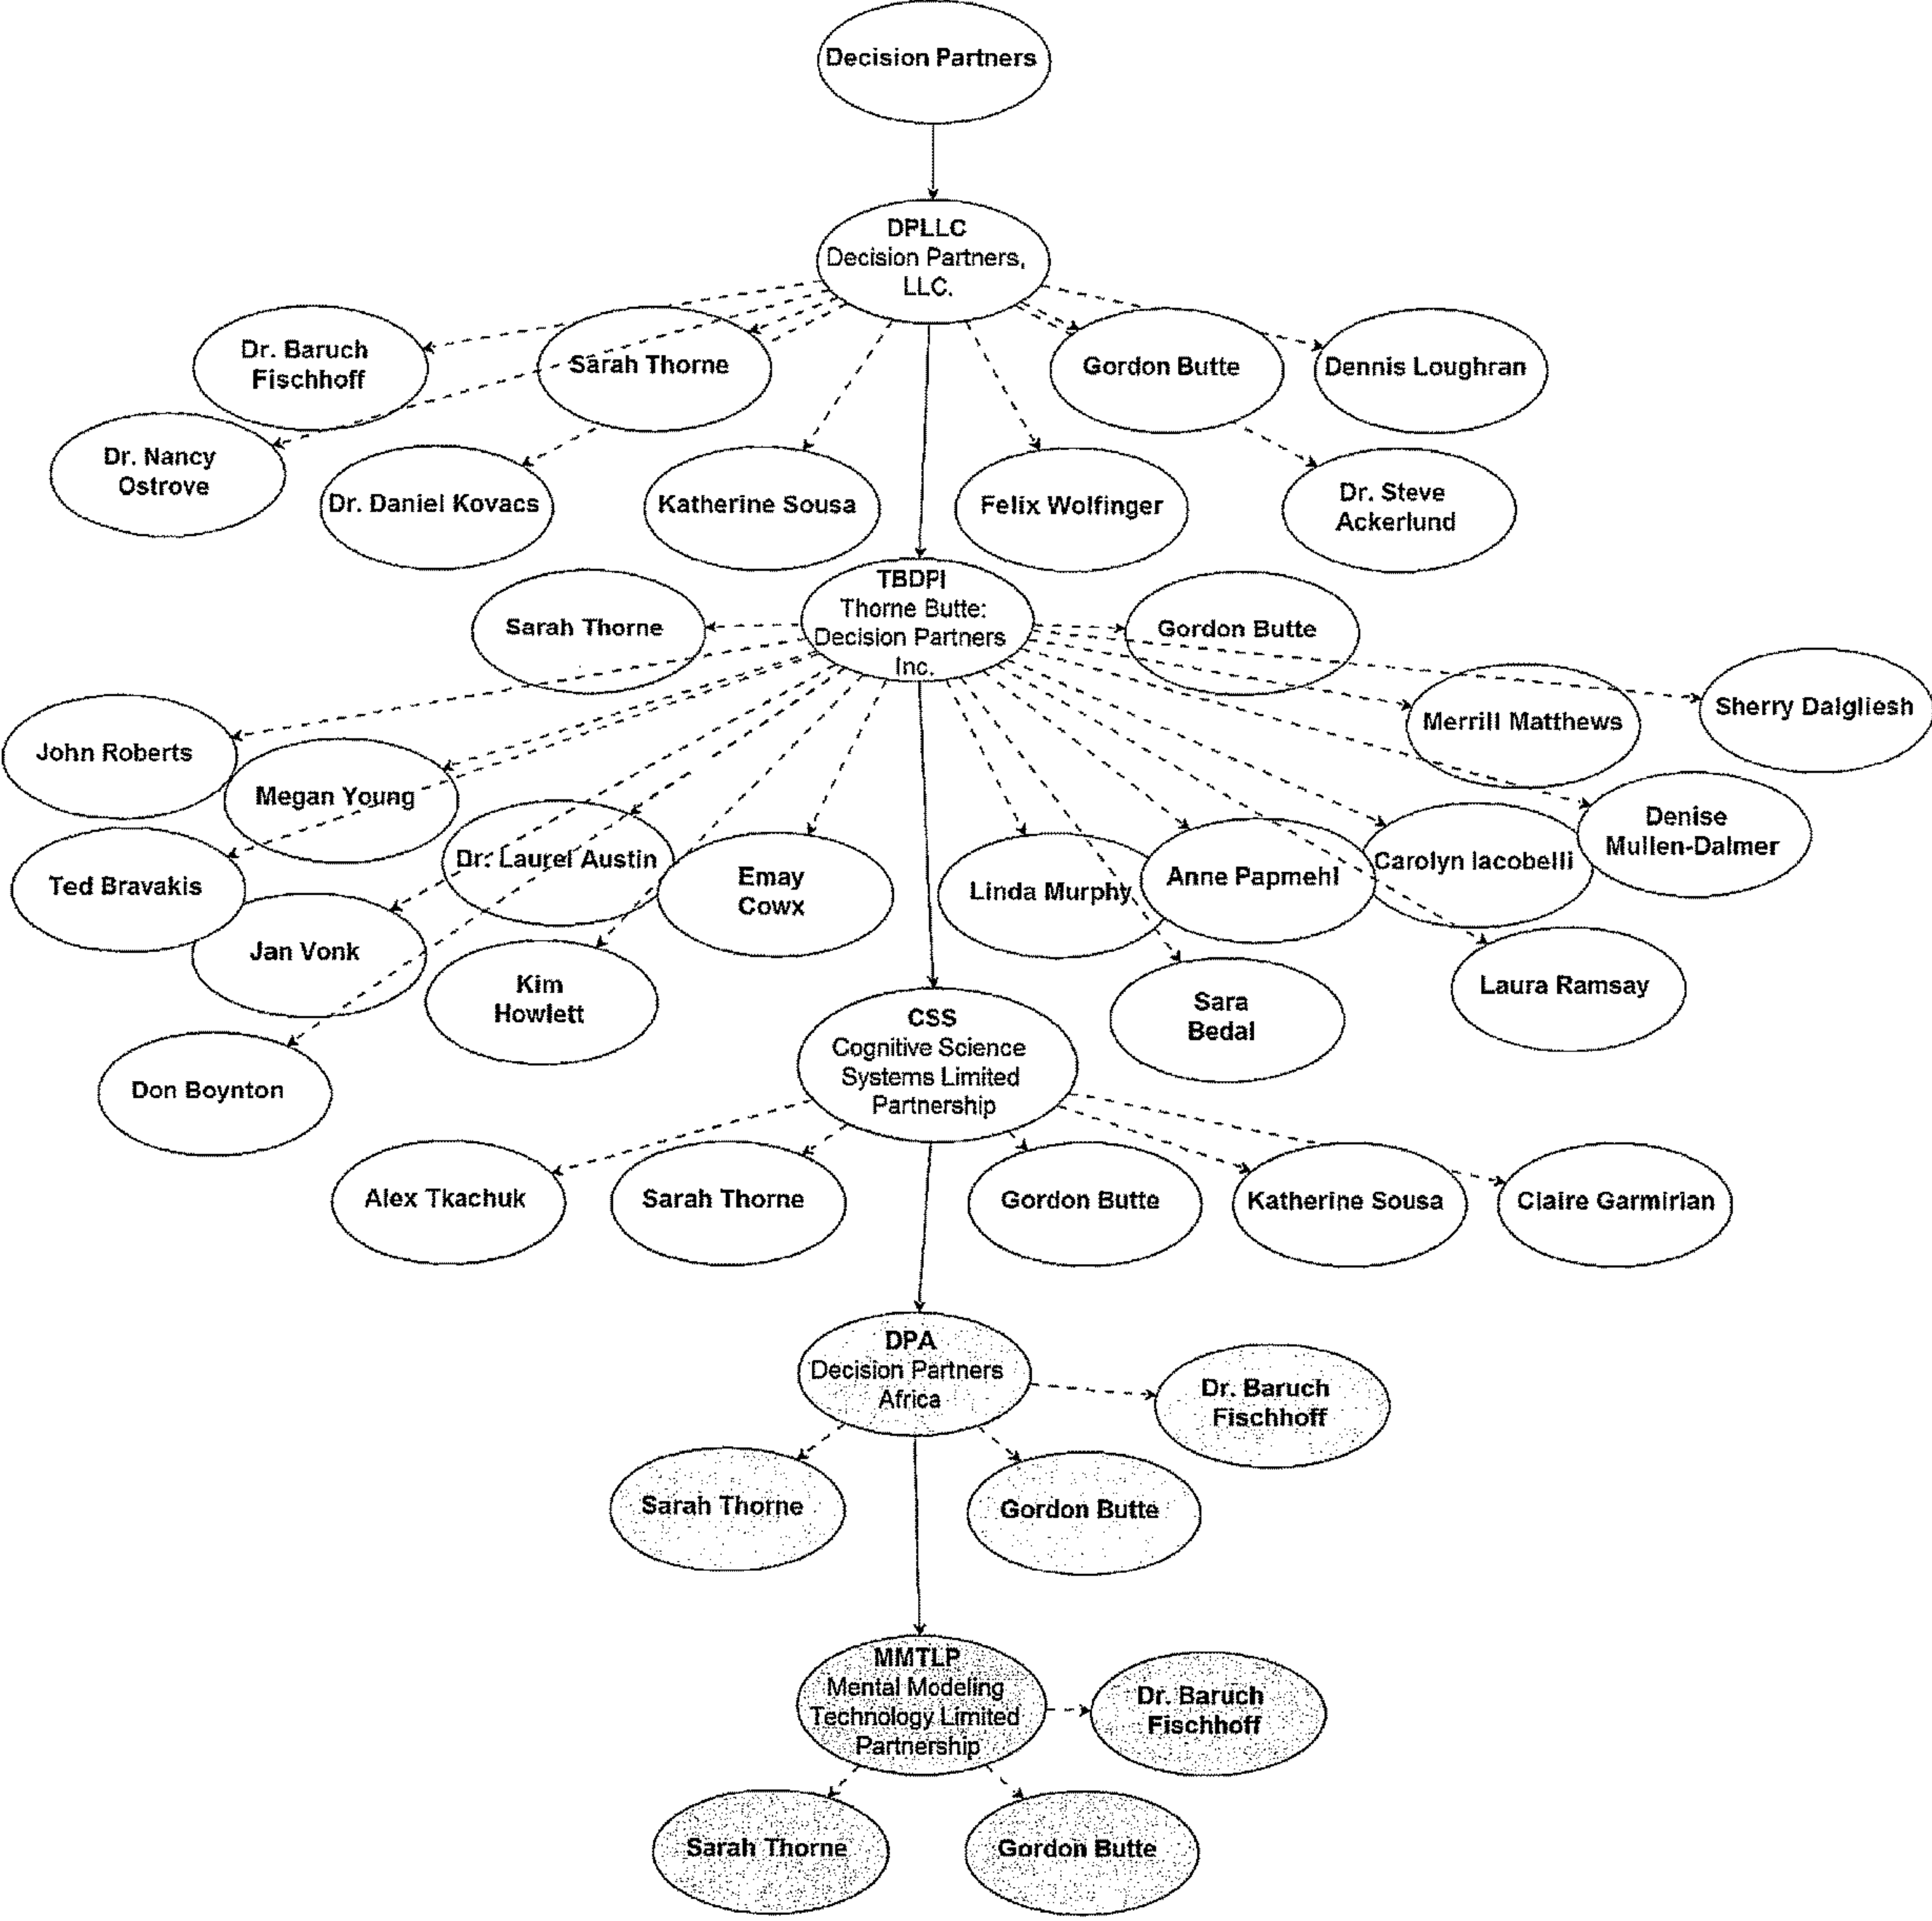 Decision Partners
DPLLC
Decision Partners,
LLC.
Dr. Baruch
Fischhoff
Sarah Thorne
Gordon Butte
Dennis Loughran
Dr. Nancy
Ostrove
Dr. Daniel Kovacs
Katherine Sousa
Felix Wolfinger
Dr. Steve
Ackerlund
TBDPI
Thorne Butte:
Decision Partners
Inc.
Sarah Thorne
Gordon Butte
John Roberts
Megan Young
Merrill Matthews
Sherry Dalgliesh
Ted Bravakis
Dr. Laurel Austin
Emay
Cowx
Linda Murphy
Anne Papmehl
Carolyn Iacobelli
Denise
Mullen-Dalmer
Jan Vonk
Kim
Howlett
Sara
Bedal
Laura Ramsay
Don Boynton
CSS
Cognitive Science
Systems Limited
Partnership
Alex Tkachuk
Sarah Thorne
Gordon Butte
Katherine Sousa
Claire Garmirian
DPA
Decision Partners
Africa
Dr. Baruch
Fischhoff
Sarah Thorne
Gordon Butte
MMTLP
Mental Modeling
Technology Limited
Partnership
Dr. Baruch
Fischhoff
Sarah Thorne
Gordon Butte